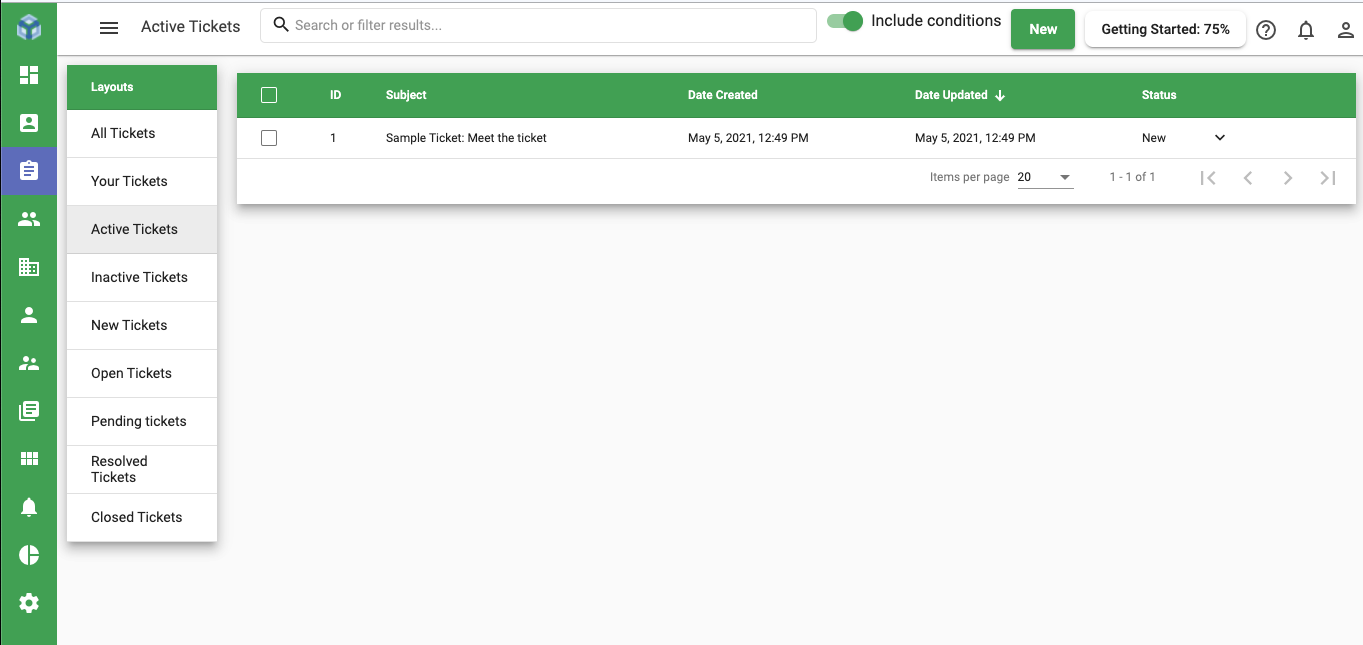 Active Tickets
Search or filter results...
Include conditions
New
Getting Started: 75%
Layouts
All Tickets
Your Tickets
Active Tickets
Inactive Tickets
New Tickets
Open Tickets
Pending tickets
Resolved
Tickets
Closed Tickets
ID Subject Date Created Date Updated Status
1 Sample Ticket: Meet the ticket May 5, 2021, 12:49 PM May 5, 2021, 12:49 PM New
Items per page 20 1 - 1 of 1